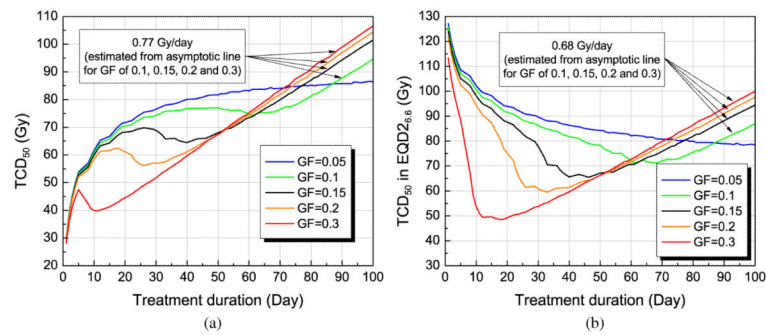 (a)
110
100
90
80
70
60
50
40
30
20
TCD50 (Gy)
0.77 Gy/day
(estimated from asymptotic line
for GF of 0.1, 0.15, 0.2 and 0.3)
GF=0.05
GF=0.1
GF=0.15
GF=0.2
GF=0.3
0 10 20 30 40 50 60 70 80 90 100
Treatment duration (Day)
(b)
130
120
110
100
90
80
70
60
50
40
30
TCD50 in EQD26.6 (Gy)
0.68 Gy/day
(estimated from asymptotic line
for GF of 0.1, 0.15, 0.2 and 0.3)
GF=0.05
GF=0.1
GF=0.15
GF=0.2
GF=0.3
0 10 20 30 40 50 60 70 80 90 100
Treatment duration (Day)
(a)
(b)